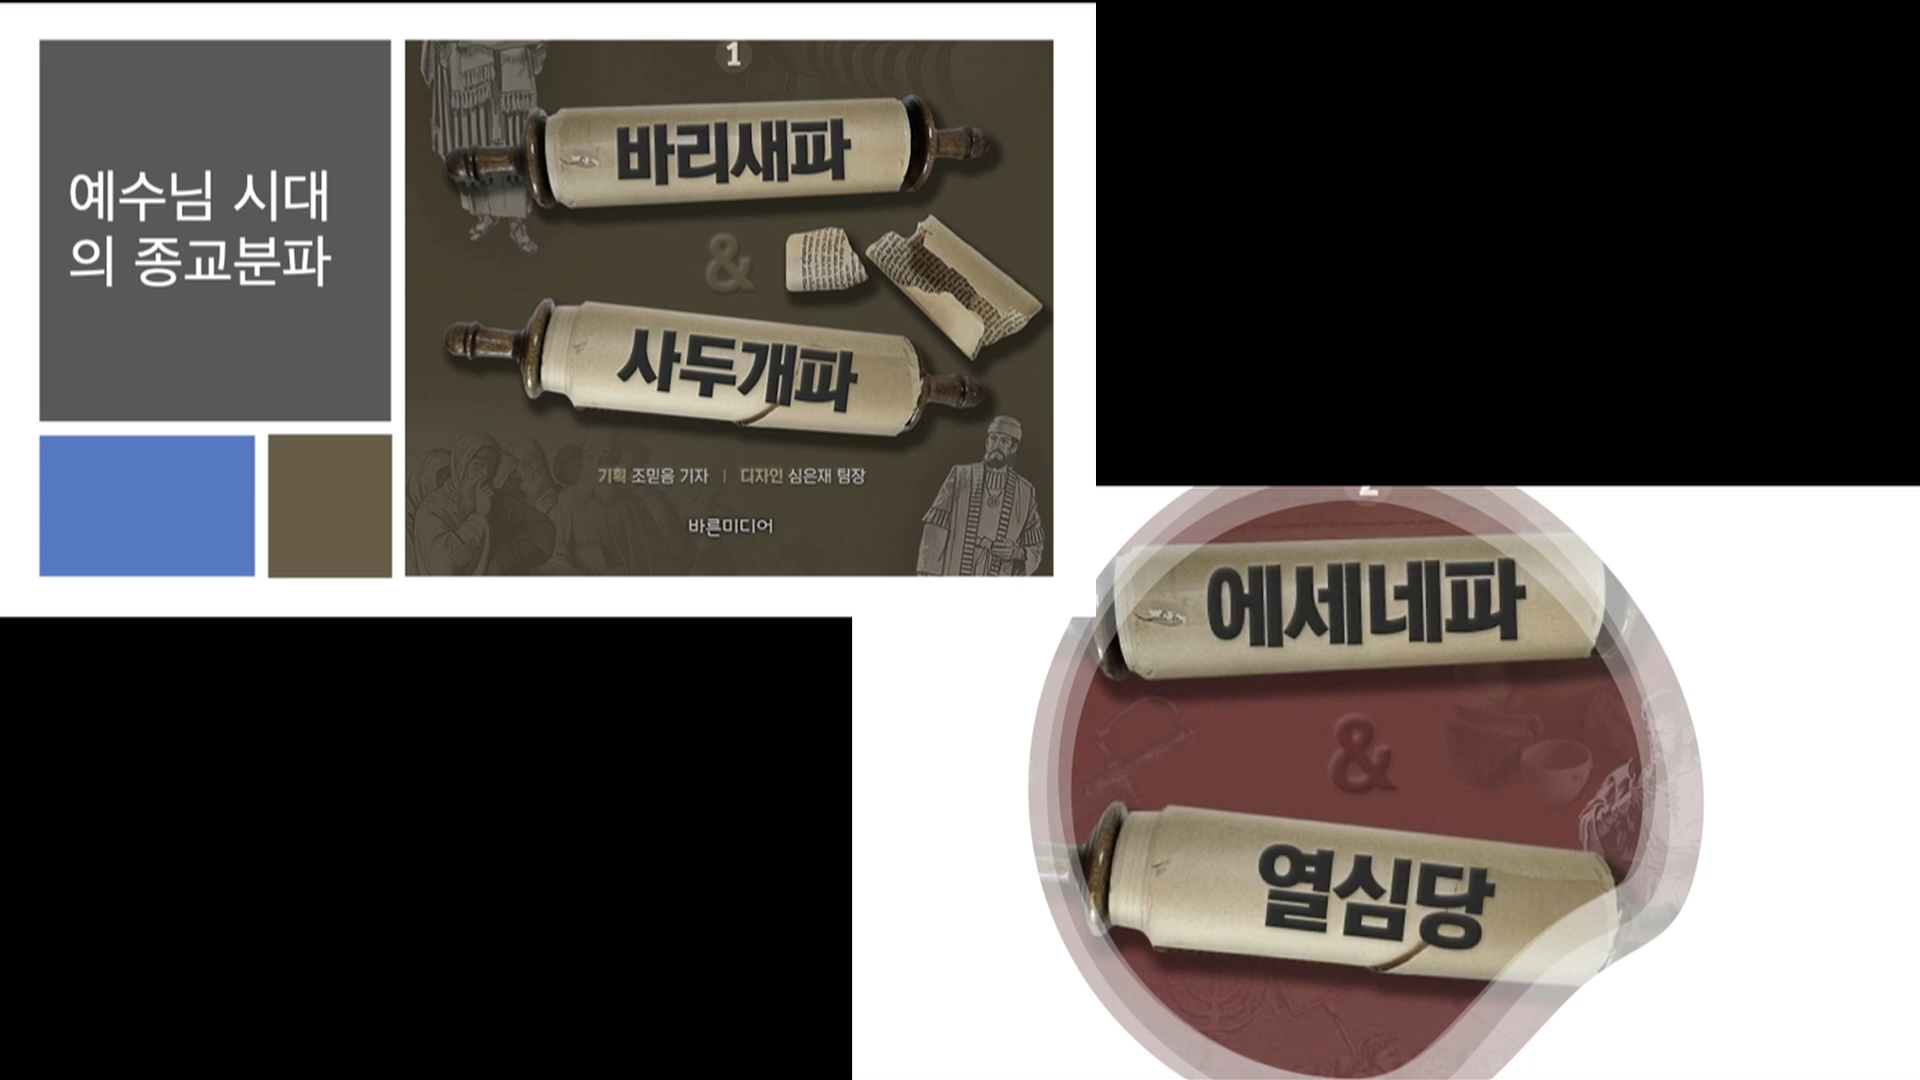 예수님 시대
의 종교분파
1
바리새파
&
사두개파
기획 조믿음 기자 | 디자인 심은재 팀장
바른미디어
2
에세네파
&
열심당